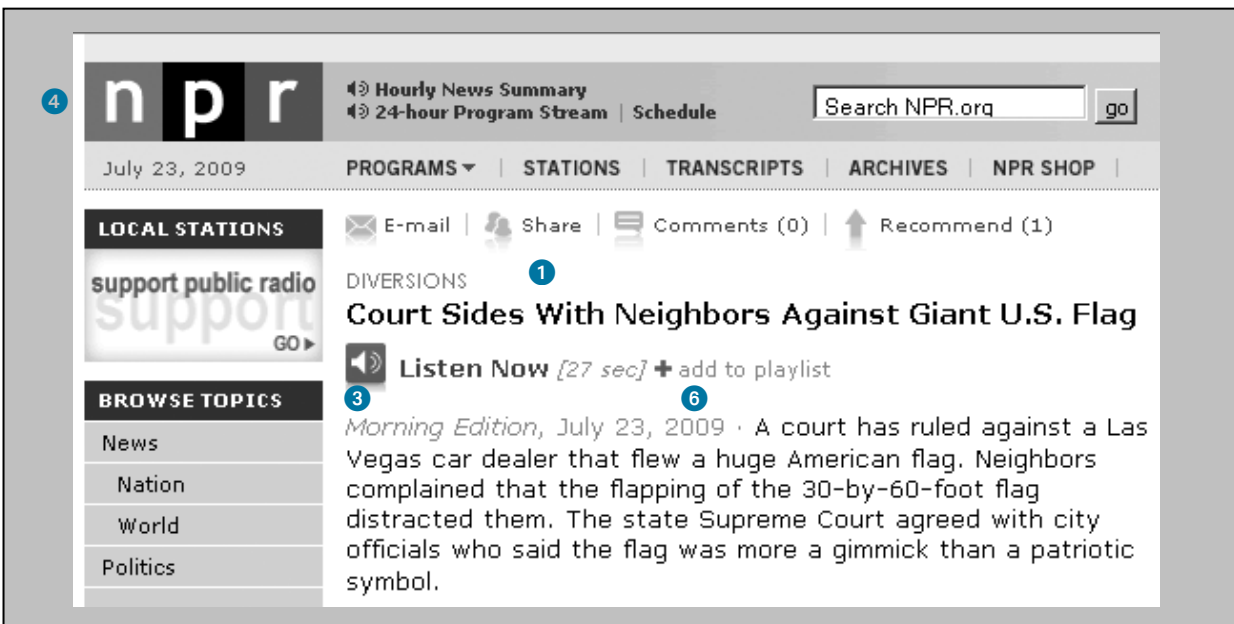 4
npr
Hourly News Summary
24-hour Program Stream | Schedule
Search NPR.org
go
July 23, 2009
PROGRAMS | STATIONS | TRANSCRIPTS | ARCHIVES | NPR SHOP |
LOCAL STATIONS
support public radio
support
GO
BROWSE TOPICS
News
Nation
World
Politics
E-mail | Share | Comments (0) | Recommend (1)
1
DIVERSIONS
Court Sides With Neighbors Against Giant U.S. Flag
Listen Now [27 sec] + add to playlist
3
6
Morning Edition, July 23, 2009 · A court has ruled against a Las
Vegas car dealer that flew a huge American flag. Neighbors
complained that the flapping of the 30-by-60-foot flag
distracted them. The state Supreme Court agreed with city
officials who said the flag was more a gimmick than a patriotic
symbol.